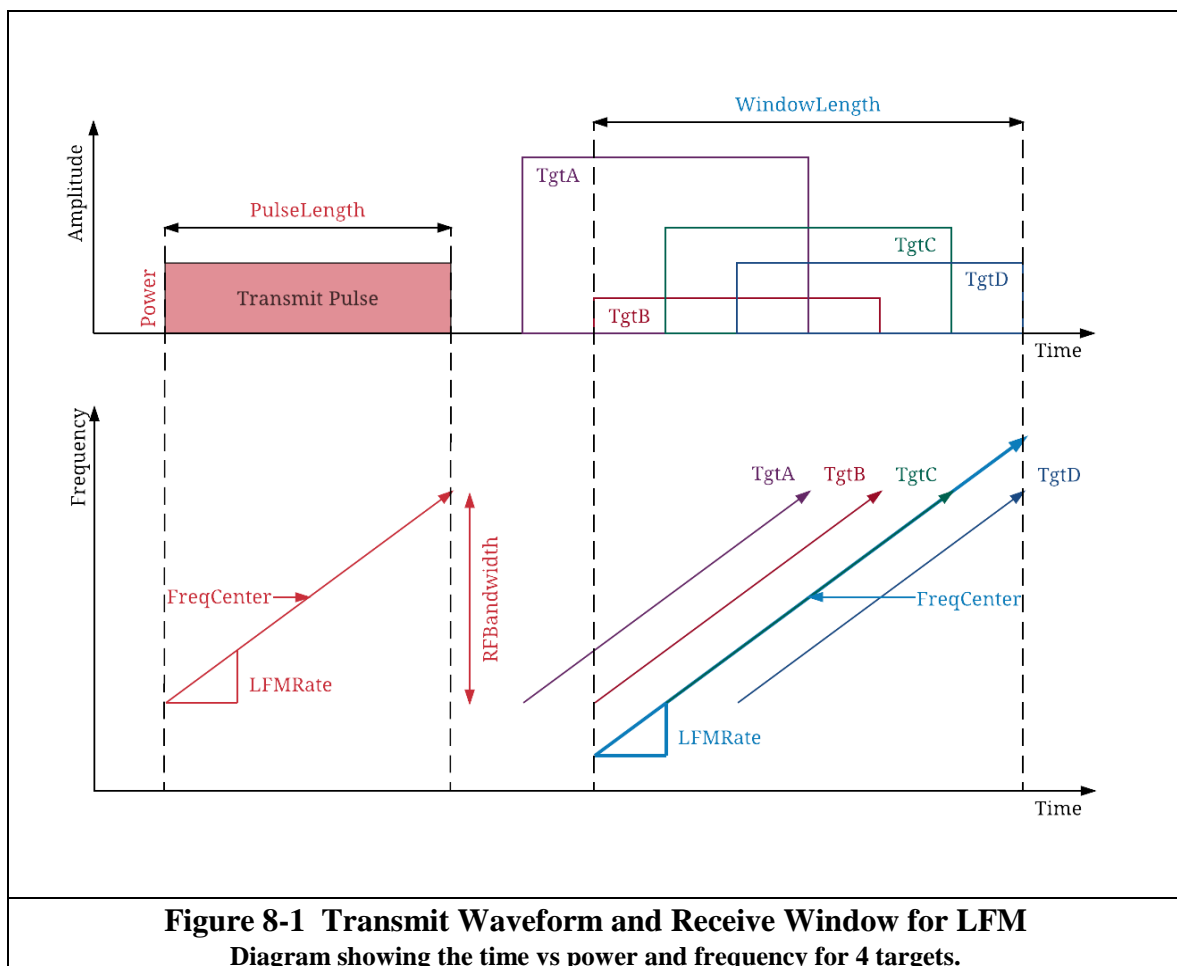 WindowLength
Amplitude
TgtA
PulseLength
TgtC
TgtD
Power
Transmit Pulse
TgtB
Time
Frequency
TgtA
TgtB
TgtC
TgtD
RFBandwidth
FreqCenter
FreqCenter
LFMRate
LFMRate
Time
Figure 8-1 Transmit Waveform and Receive Window for LFM
Diagram showing the time vs power and frequency for 4 targets.